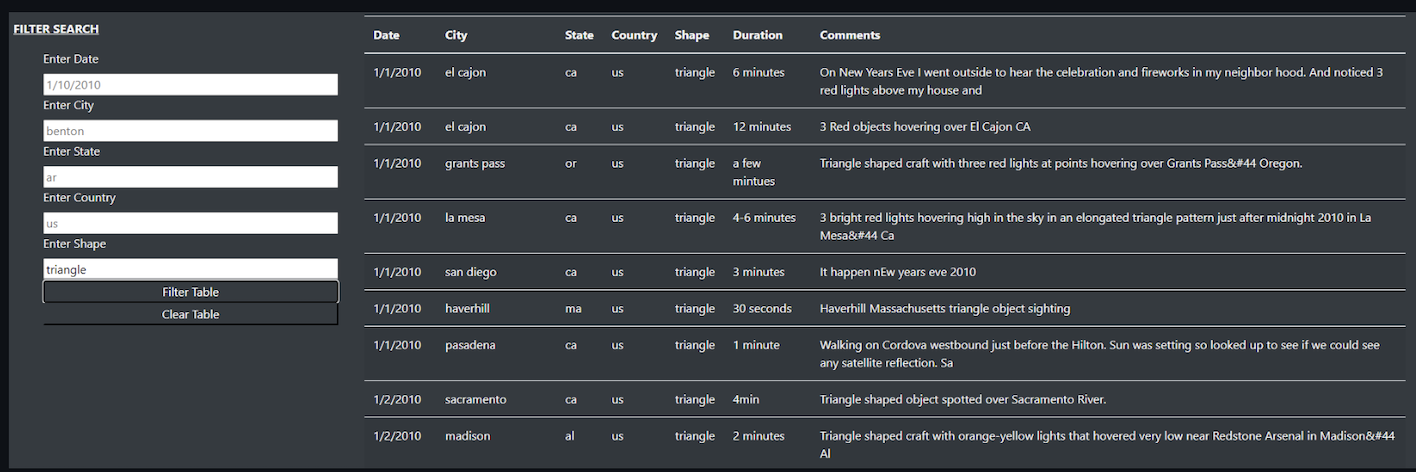 FILTER SEARCH
Enter Date
1/10/2010
Enter City
benton
Enter State
ar
Enter Country
us
Enter Shape
triangle
Filter Table
Clear Table
Date City State Country Shape Duration Comments
1/1/2010 el cajon ca us triangle 6 minutes On New Years Eve I went outside to hear the celebration and fireworks in my neighbor hood. And noticed 3
red lights above my house and
1/1/2010 el cajon ca us triangle 12 minutes 3 Red objects hovering over El Cajon CA
1/1/2010 grants pass or us triangle a few Triangle shaped craft with three red lights at points hovering over Grants Pass&#44 Oregon.
mintues
1/1/2010 la mesa ca us triangle 4-6 minutes 3 bright red lights hovering high in the sky in an elongated triangle pattern just after midnight 2010 in La
Mesa&#44 Ca
1/1/2010 san diego ca us triangle 3 minutes It happen nEw years eve 2010
1/1/2010 haverhill ma us triangle 30 seconds Haverhill Massachusetts triangle object sighting
1/1/2010 pasadena ca us triangle 1 minute Walking on Cordova westbound just before the Hilton. Sun was setting so looked up to see if we could see
any satellite reflection. Sa
1/2/2010 sacramento ca us triangle 4min Triangle shaped object spotted over Sacramento River.
1/2/2010 madison al us triangle 2 minutes Triangle shaped craft with orange-yellow lights that hovered very low near Redstone Arsenal in Madison&#44
Al